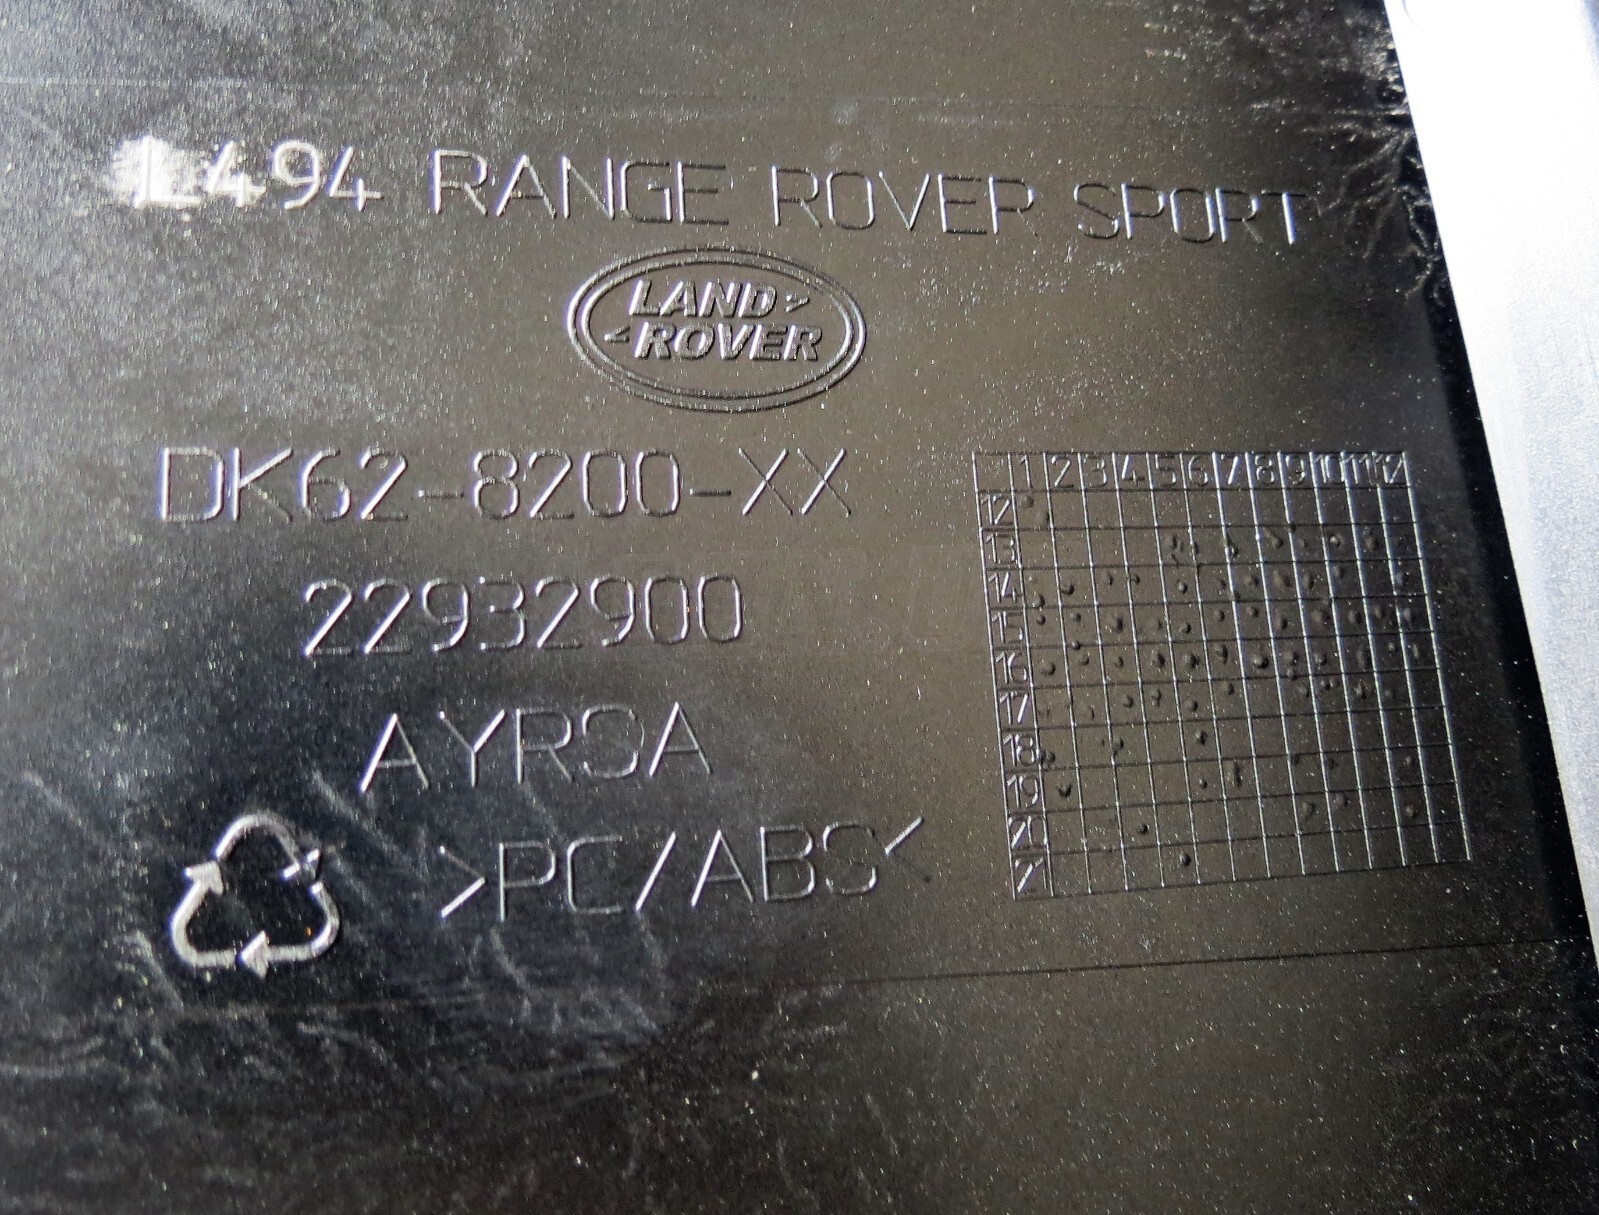 L494 RANGE ROVER SPORT
LAND>
<ROVER
DK62-8200-XX
22932900
AYRSA
>PC/ABS<
1 2 3 4 5 6 7 8 9 10 11 12
12
13
14
15
16
17
18
19
20
21